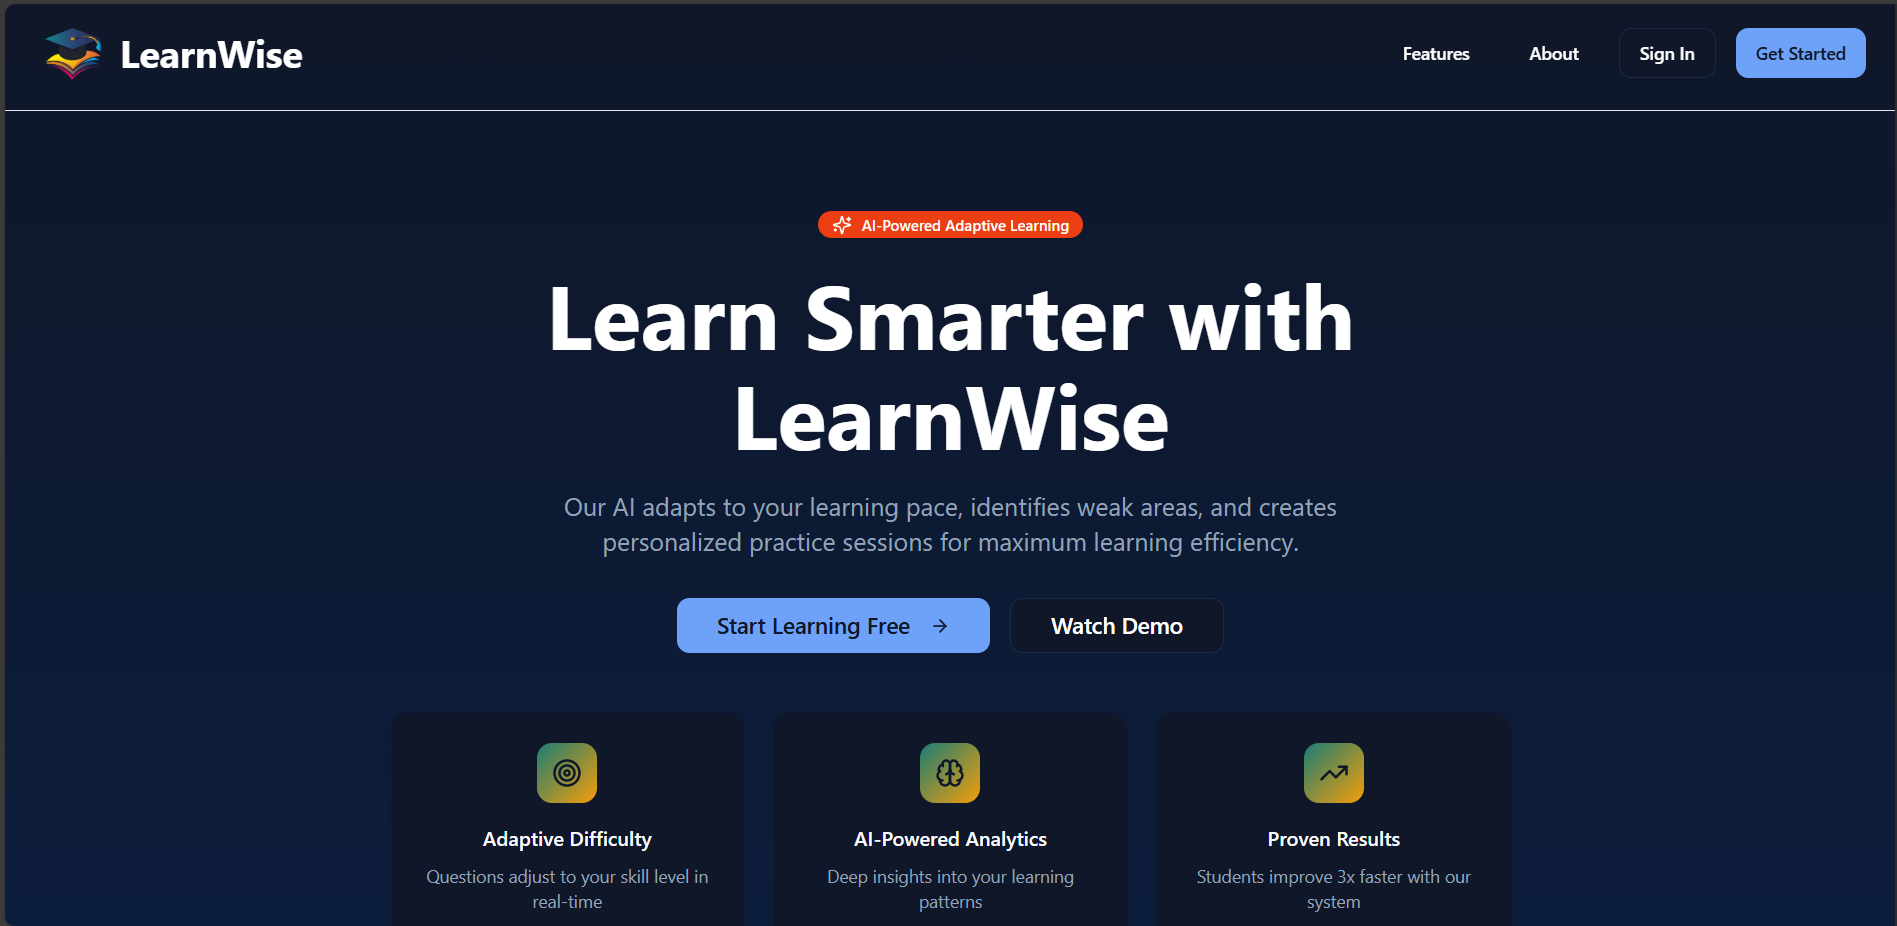 LearnWise
Features
About
Sign In
Get Started
AI-Powered Adaptive Learning
Learn Smarter with
LearnWise
Our AI adapts to your learning pace, identifies weak areas, and creates
personalized practice sessions for maximum learning efficiency.
Start Learning Free →
Watch Demo
Adaptive Difficulty
Questions adjust to your skill level in
real-time
AI-Powered Analytics
Deep insights into your learning
patterns
Proven Results
Students improve 3x faster with our
system